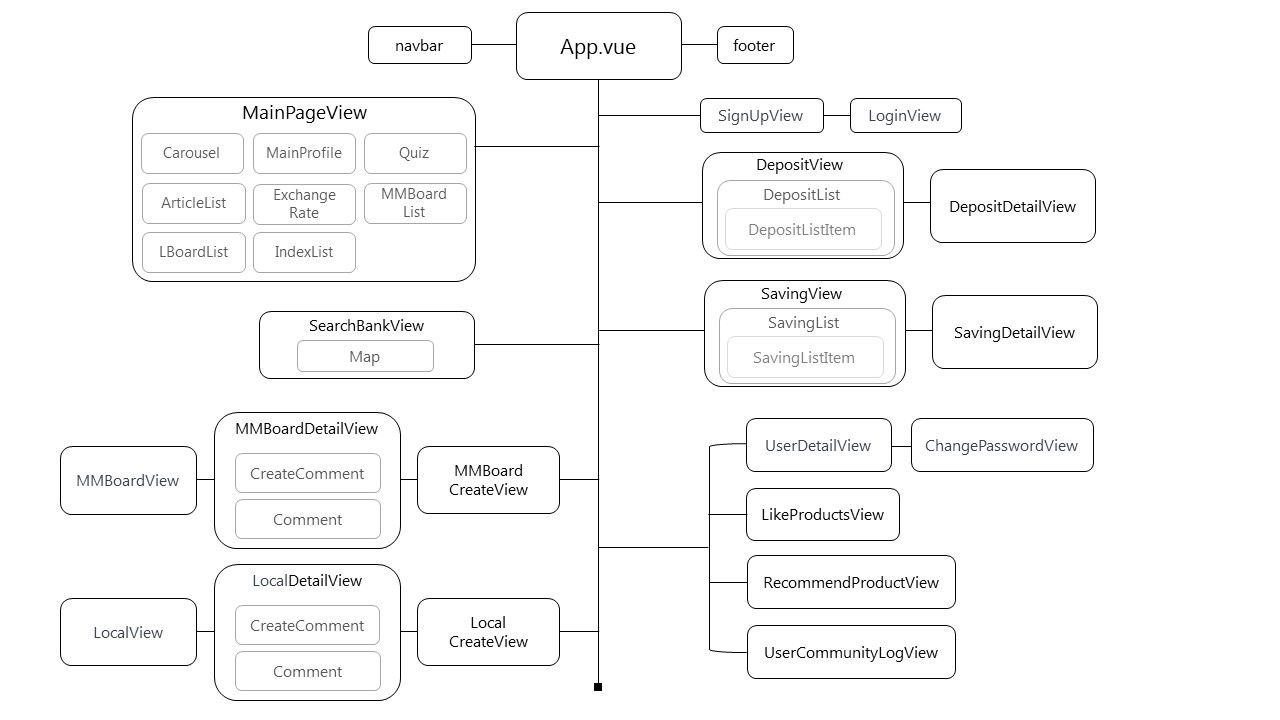 navbar
App.vue
footer
MainPageView
Carousel
MainProfile
Quiz
ArticleList
Exchange
Rate
MMBoard
List
LBoardList
IndexList
SignUpView
LoginView
DepositView
DepositList
DepositListItem
DepositDetailView
SearchBankView
Map
SavingView
SavingList
SavingListItem
SavingDetailView
MMBoardView
MMBoardDetailView
CreateComment
Comment
MMBoard
CreateView
LocalView
LocalDetailView
CreateComment
Comment
Local
CreateView
UserDetailView
ChangePasswordView
LikeProductsView
RecommendProductView
UserCommunityLogView